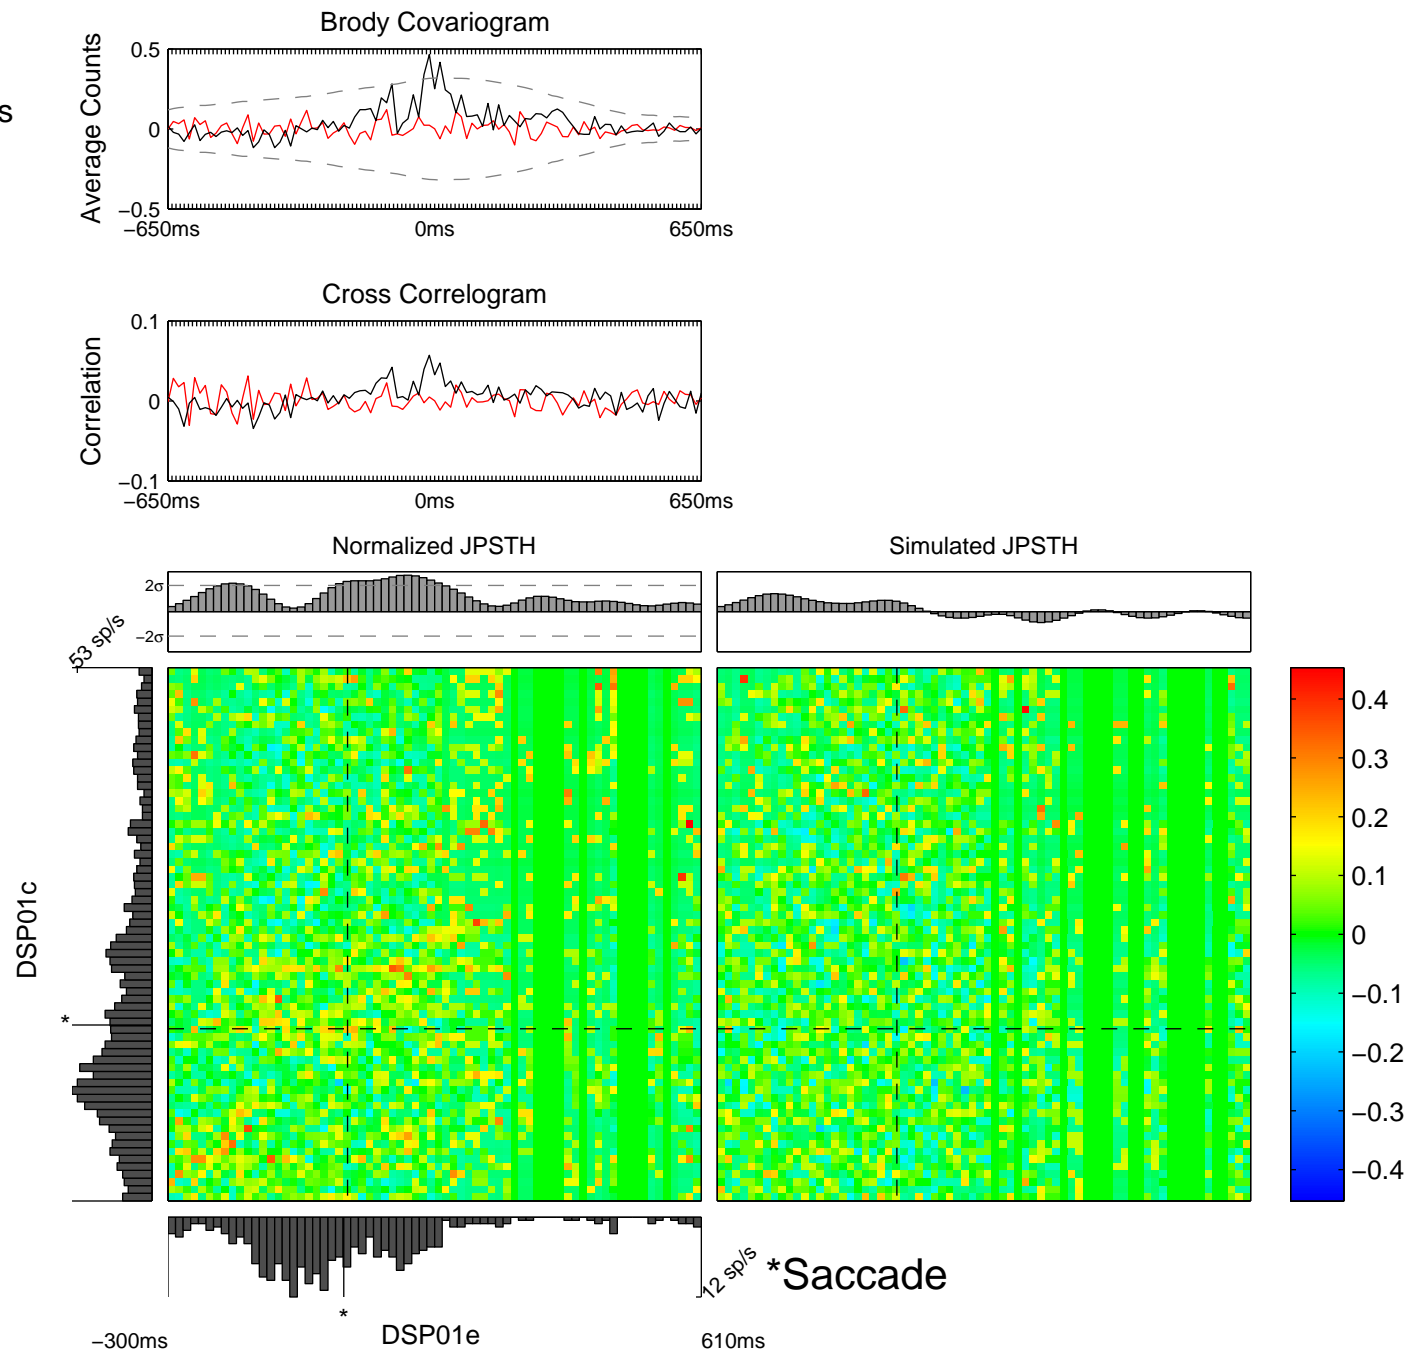 Brody Covariogram
s
Average Counts
0.5
0
−0.5
−650ms 0ms 650ms
Cross Correlogram
Correlation
0.1
0
−0.1
−650ms 0ms 650ms
Normalized JPSTH
Simulated JPSTH
2σ
−2σ
53 sp/s
DSP01c
*
0.4
0.3
0.2
0.1
0
−0.1
−0.2
−0.3
−0.4
12 sp/s
*Saccade
*
−300ms DSP01e 610ms